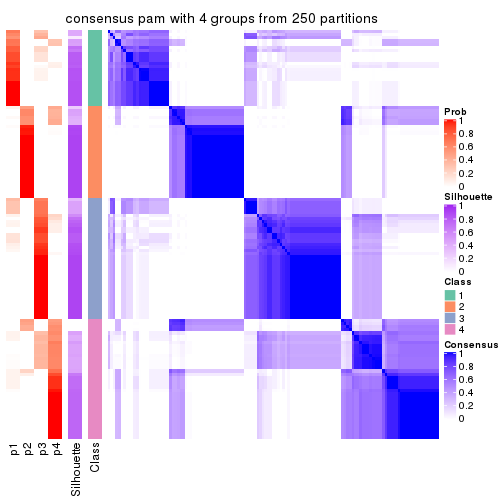 consensus pam with 4 groups from 250 partitions
Prob
1
0.8
0.6
0.4
0.2
0
Silhouette
1
0.8
0.6
0.4
0.2
0
Class
1
2
3
4
Consensus
1
0.8
0.6
0.4
0.2
0
p1
p2
p3
p4
Silhouette
Class